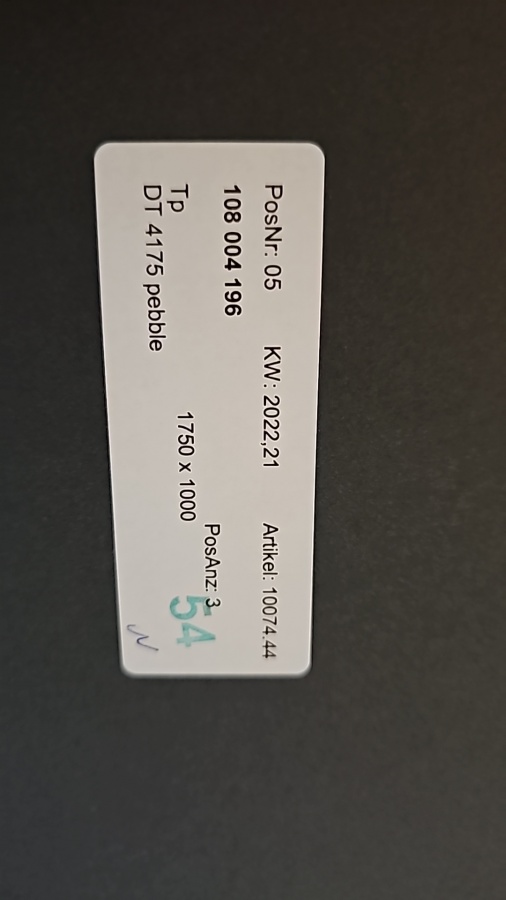 PosNr: 05 KW: 2022,21 Artikel: 10074.44
108 004 196
PosAnz: 3
Tp 1750 x 1000
DT 4175 pebble
54